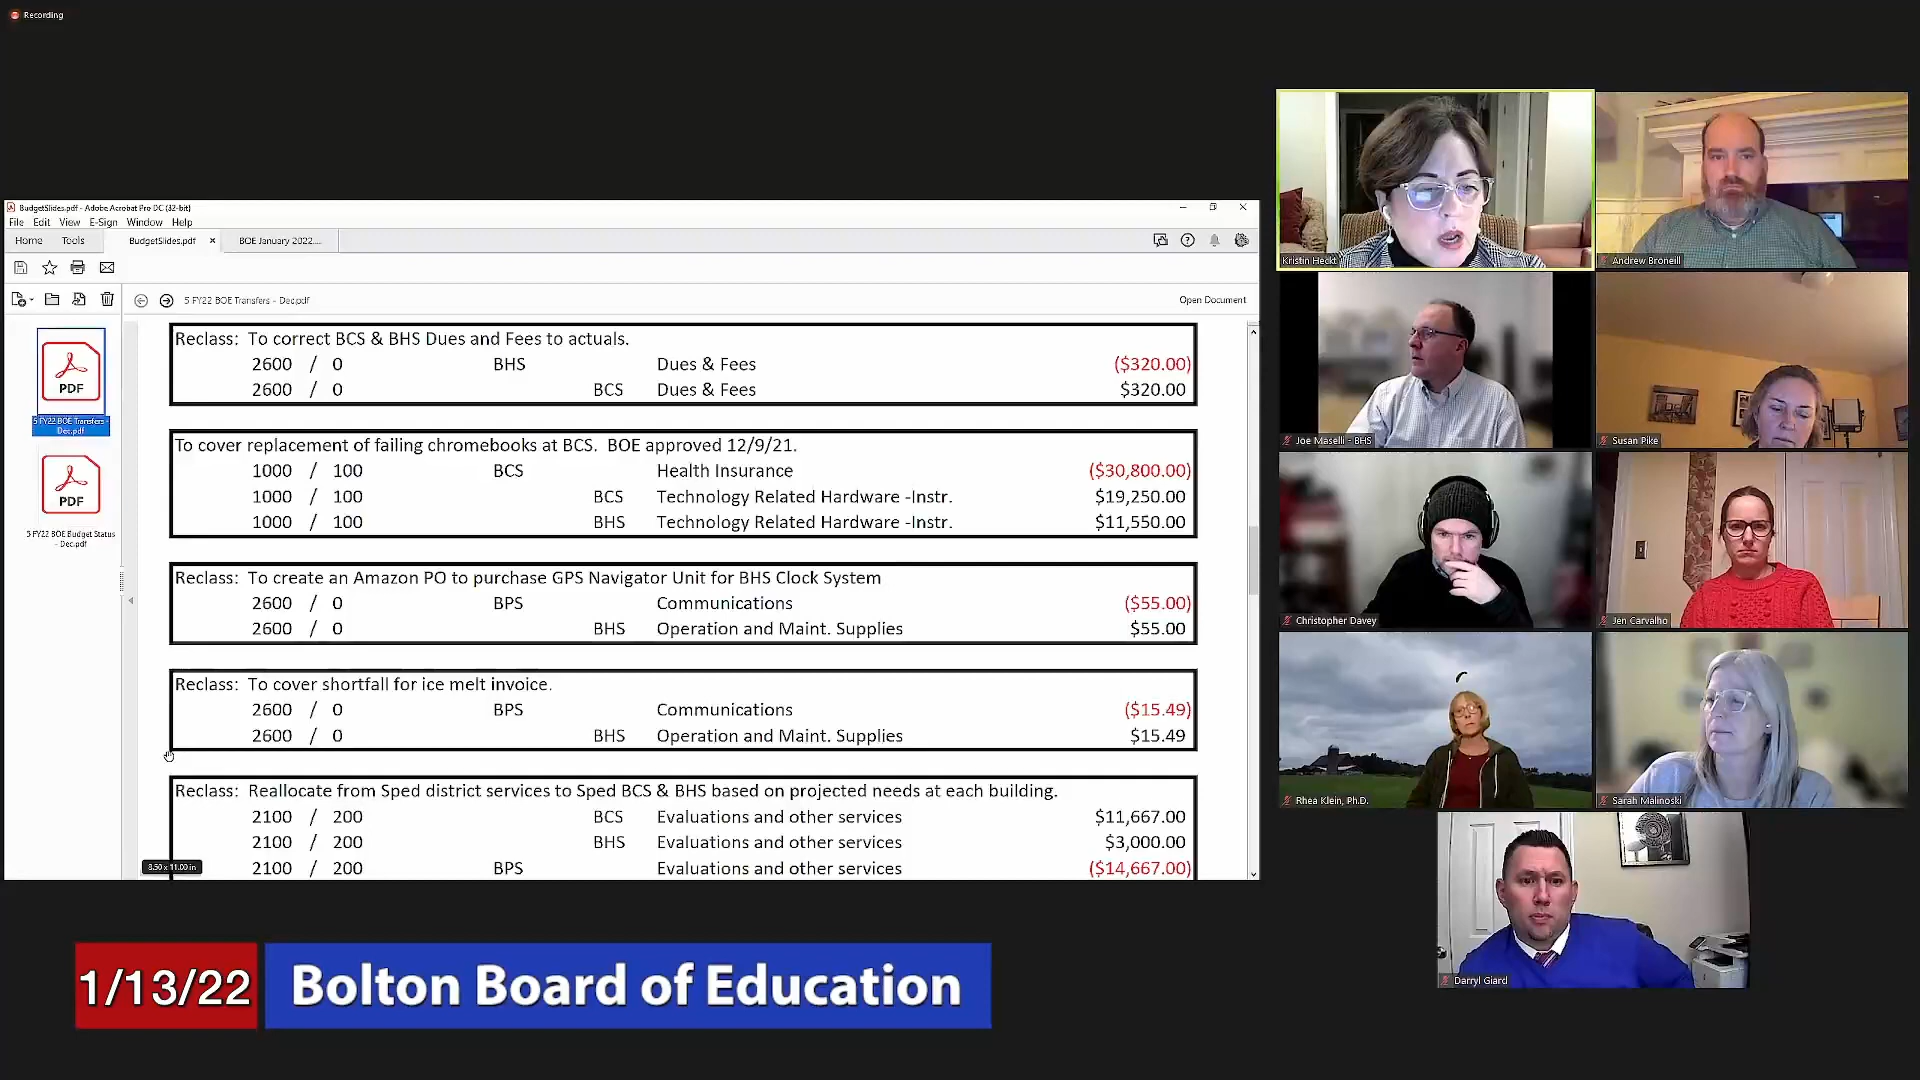 Recording
BudgetSlides.pdf - Adobe Acrobat Pro DC (32-bit)
File Edit View E-Sign Window Help
Home Tools BudgetSlides.pdf × BOE January 2022....
5 FY22 BOE Transfers - Dec.pdf Open Document
PDF
5 FY22 BOE Transfers -
Dec.pdf
PDF
5 FY22 BOE Budget Status
- Dec.pdf
Reclass: To correct BCS & BHS Dues and Fees to actuals.
2600 / 0 BHS Dues & Fees ($320.00)
2600 / 0 BCS Dues & Fees $320.00
To cover replacement of failing chromebooks at BCS. BOE approved 12/9/21.
1000 / 100 BCS Health Insurance ($30,800.00)
1000 / 100 BCS Technology Related Hardware -Instr. $19,250.00
1000 / 100 BHS Technology Related Hardware -Instr. $11,550.00
Reclass: To create an Amazon PO to purchase GPS Navigator Unit for BHS Clock System
2600 / 0 BPS Communications ($55.00)
2600 / 0 BHS Operation and Maint. Supplies $55.00
Reclass: To cover shortfall for ice melt invoice.
2600 / 0 BPS Communications ($15.49)
2600 / 0 BHS Operation and Maint. Supplies $15.49
Reclass: Reallocate from Sped district services to Sped BCS & BHS based on projected needs at each building.
2100 / 200 BCS Evaluations and other services $11,667.00
2100 / 200 BHS Evaluations and other services $3,000.00
2100 / 200 BPS Evaluations and other services ($14,667.00)
8.50 x 11.00 in
Kristin Heckt
Andrew Broneill
Joe Maselli - BHS
Susan Pike
Christopher Davey
Jen Carvalho
Rhea Klein, Ph.D.
Sarah Malinoski
Darryl Giard
1/13/22 Bolton Board of Education